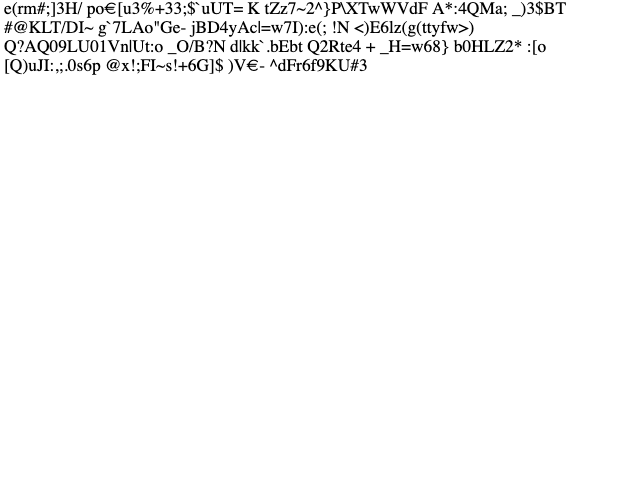 e(rm#;]3H/ po€[u3%+33;$`uUT= K tZz7~2^}P\XTwWVdF A*:4QMa; _)3$BT
#@KLT/DI~ g`7LAo"Ge- jBD4yAc|=w7I):e(; !N <)E6lz(g(ttyfw>)
Q?AQ09LU01Vn|Ut:o _O/B?N d|kk`.bEbt Q2Rte4 + _H=w68} b0HLZ2* :[o
[Q)uJI:,;.0s6p @x!;FI~s!+6G]$ )V€- ^dFr6f9KU#3